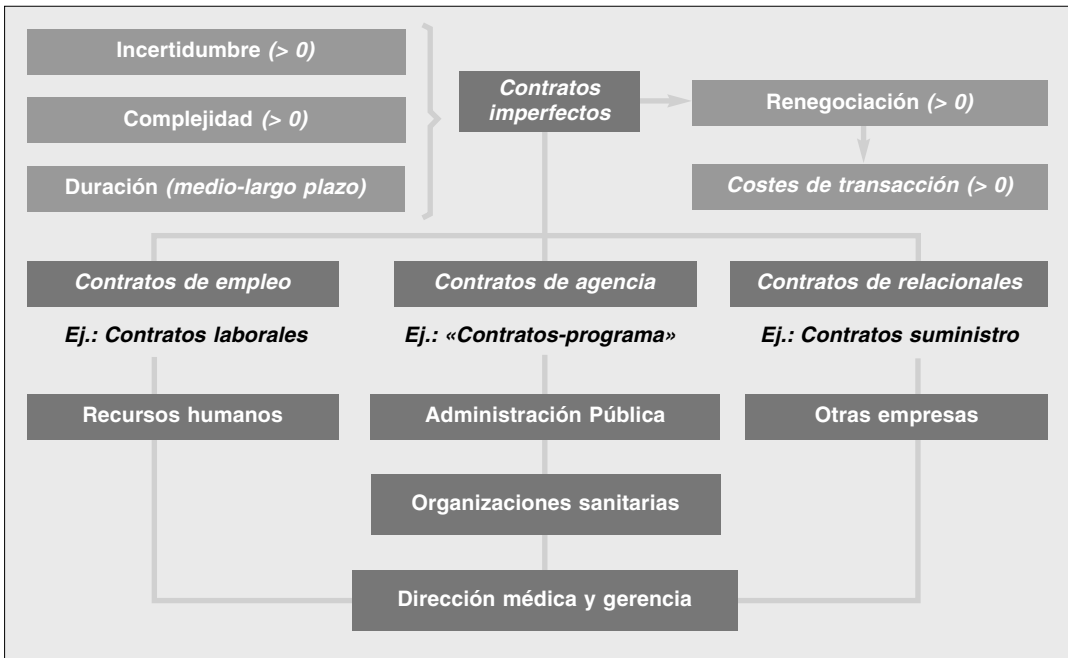 Incertidumbre (> 0)
Complejidad (> 0)
Duración (medio-largo plazo)
Contratos
imperfectos
Renegociación (> 0)
Costes de transacción (> 0)
Contratos de empleo
Contratos de agencia
Contratos de relacionales
Ej.: Contratos laborales
Ej.: «Contratos-programa»
Ej.: Contratos suministro
Recursos humanos
Administración Pública
Otras empresas
Organizaciones sanitarias
Dirección médica y gerencia